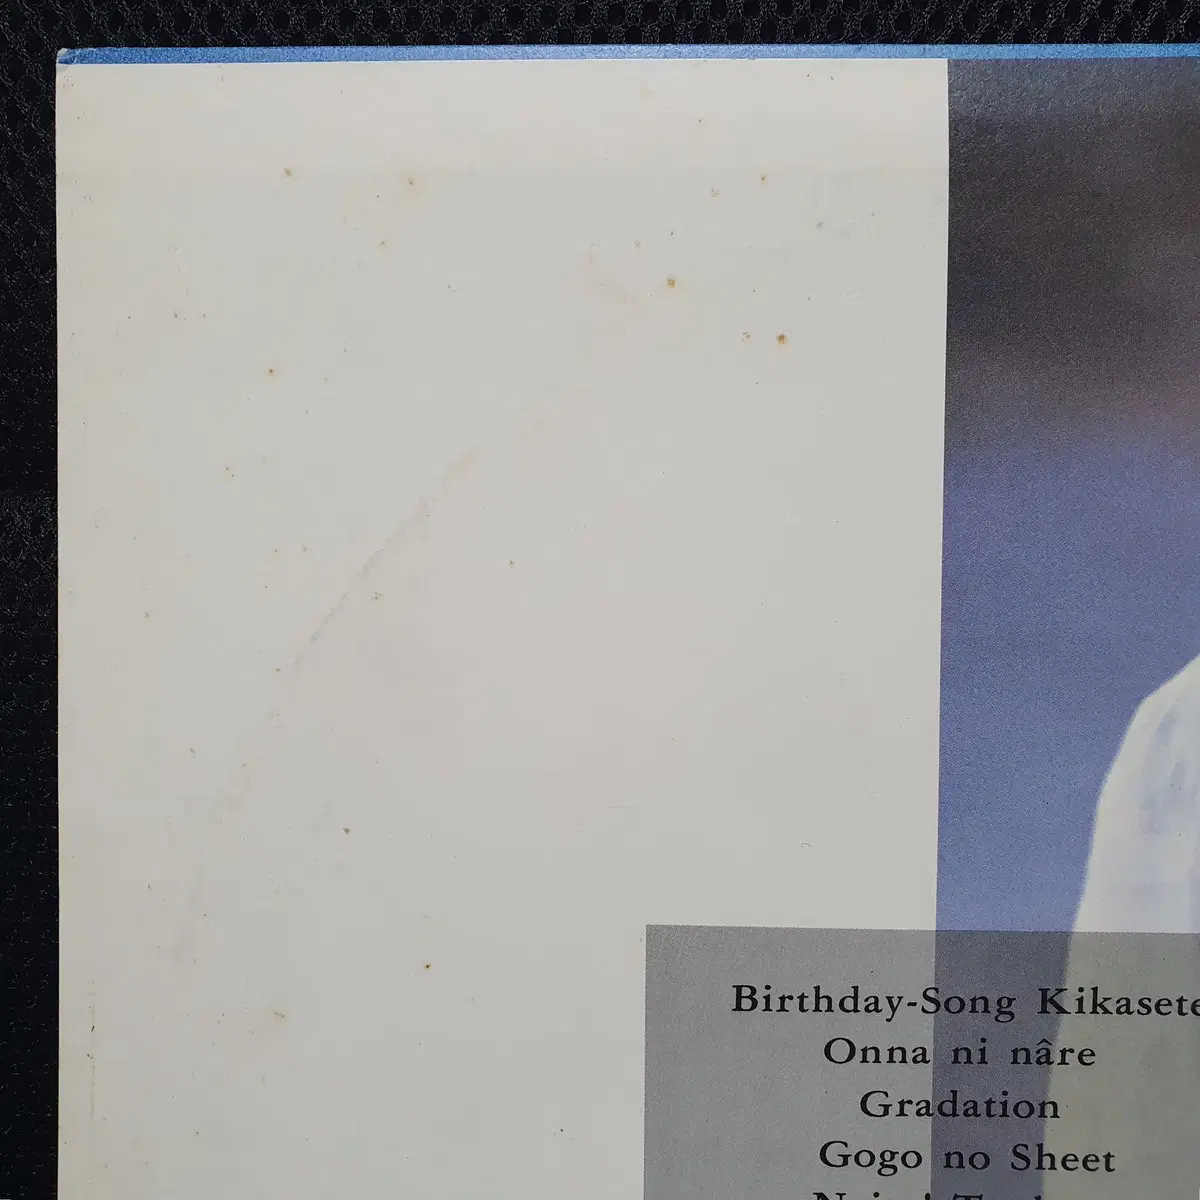 Birthday-Song Kikasete
Onna ni nâre
Gradation
Gogo no Sheet